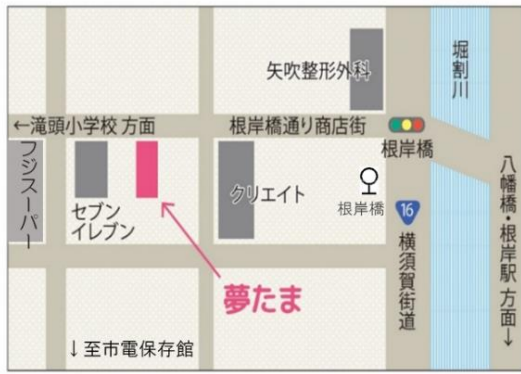 矢吹整形外科
堀割川
←滝頭小学校 方面
根岸橋通り商店街
根岸橋
フジスーパー
セブン
イレブン
クリエイト
根岸橋
16
横須賀街道
八幡橋・根岸駅 方面↓
夢たま
↓至市電保存館